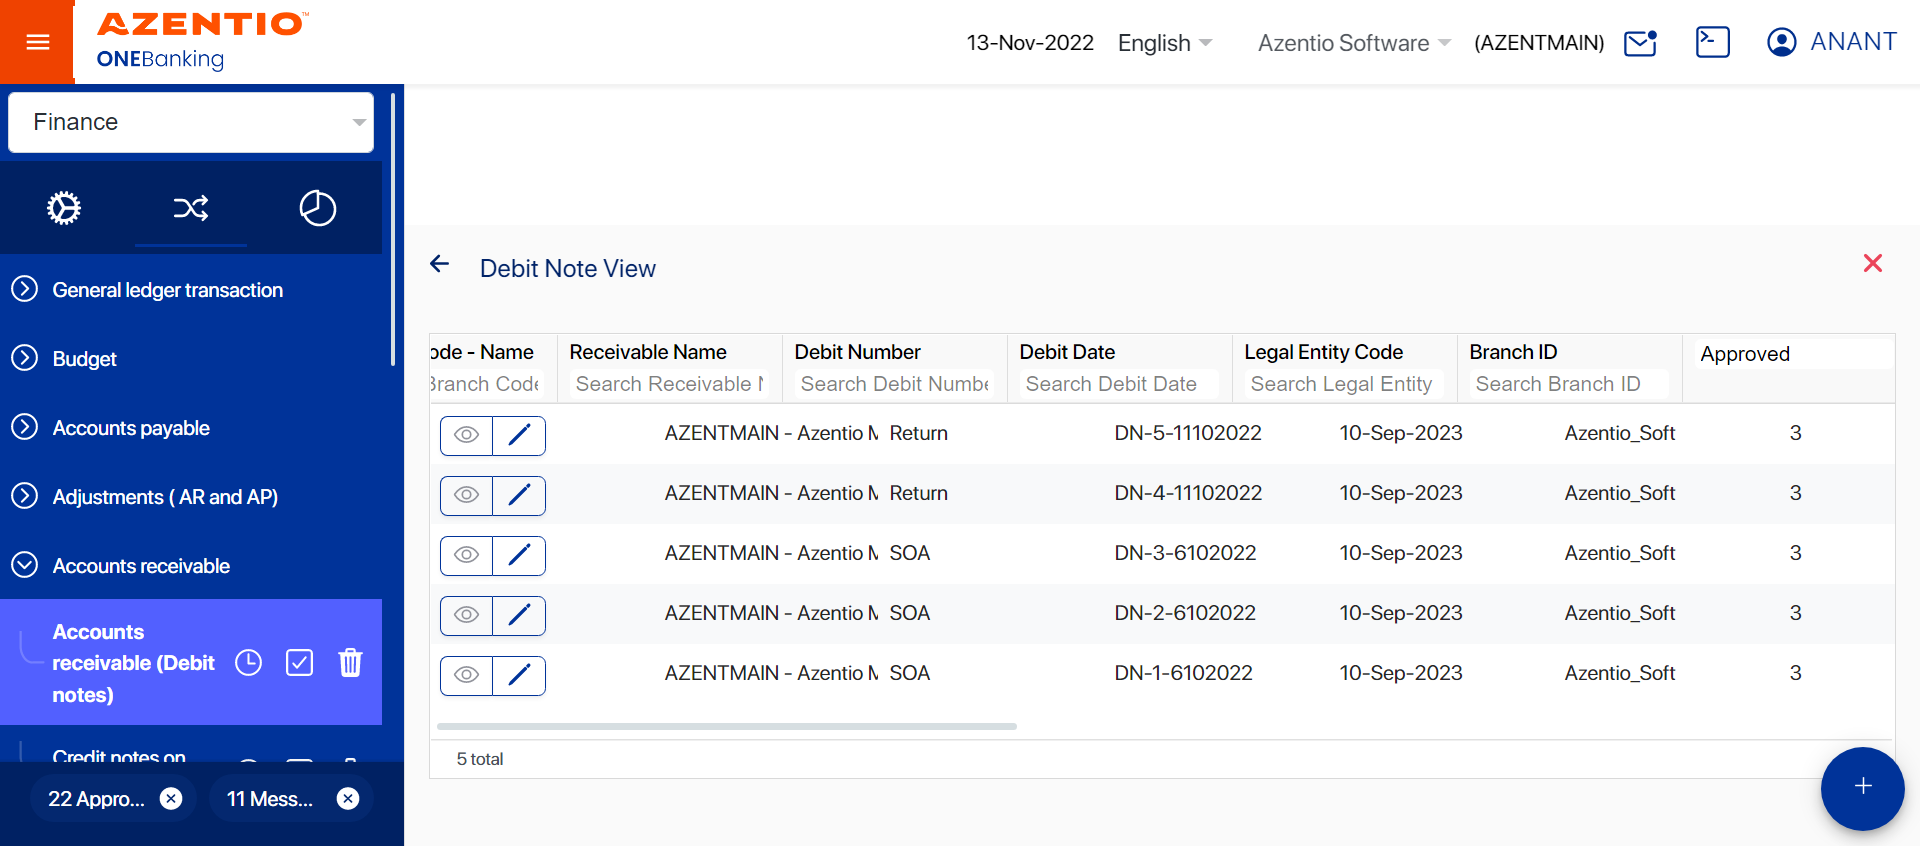 AZENTIO™
ONEBanking
13-Nov-2022 English Azentio Software (AZENTMAIN) ANANT
Finance
General ledger transaction
Budget
Accounts payable
Adjustments ( AR and AP)
Accounts receivable
Accounts
receivable (Debit
notes)
Credit notes on
22 Appro...
11 Mess...
Debit Note View
ode - Name Receivable Name Debit Number Debit Date Legal Entity Code Branch ID Approved
Branch Code Search Receivable N Search Debit Numbe Search Debit Date Search Legal Entity Search Branch ID
AZENTMAIN - Azentio M Return DN-5-11102022 10-Sep-2023 Azentio_Soft 3
AZENTMAIN - Azentio M Return DN-4-11102022 10-Sep-2023 Azentio_Soft 3
AZENTMAIN - Azentio M SOA DN-3-6102022 10-Sep-2023 Azentio_Soft 3
AZENTMAIN - Azentio M SOA DN-2-6102022 10-Sep-2023 Azentio_Soft 3
AZENTMAIN - Azentio M SOA DN-1-6102022 10-Sep-2023 Azentio_Soft 3
5 total